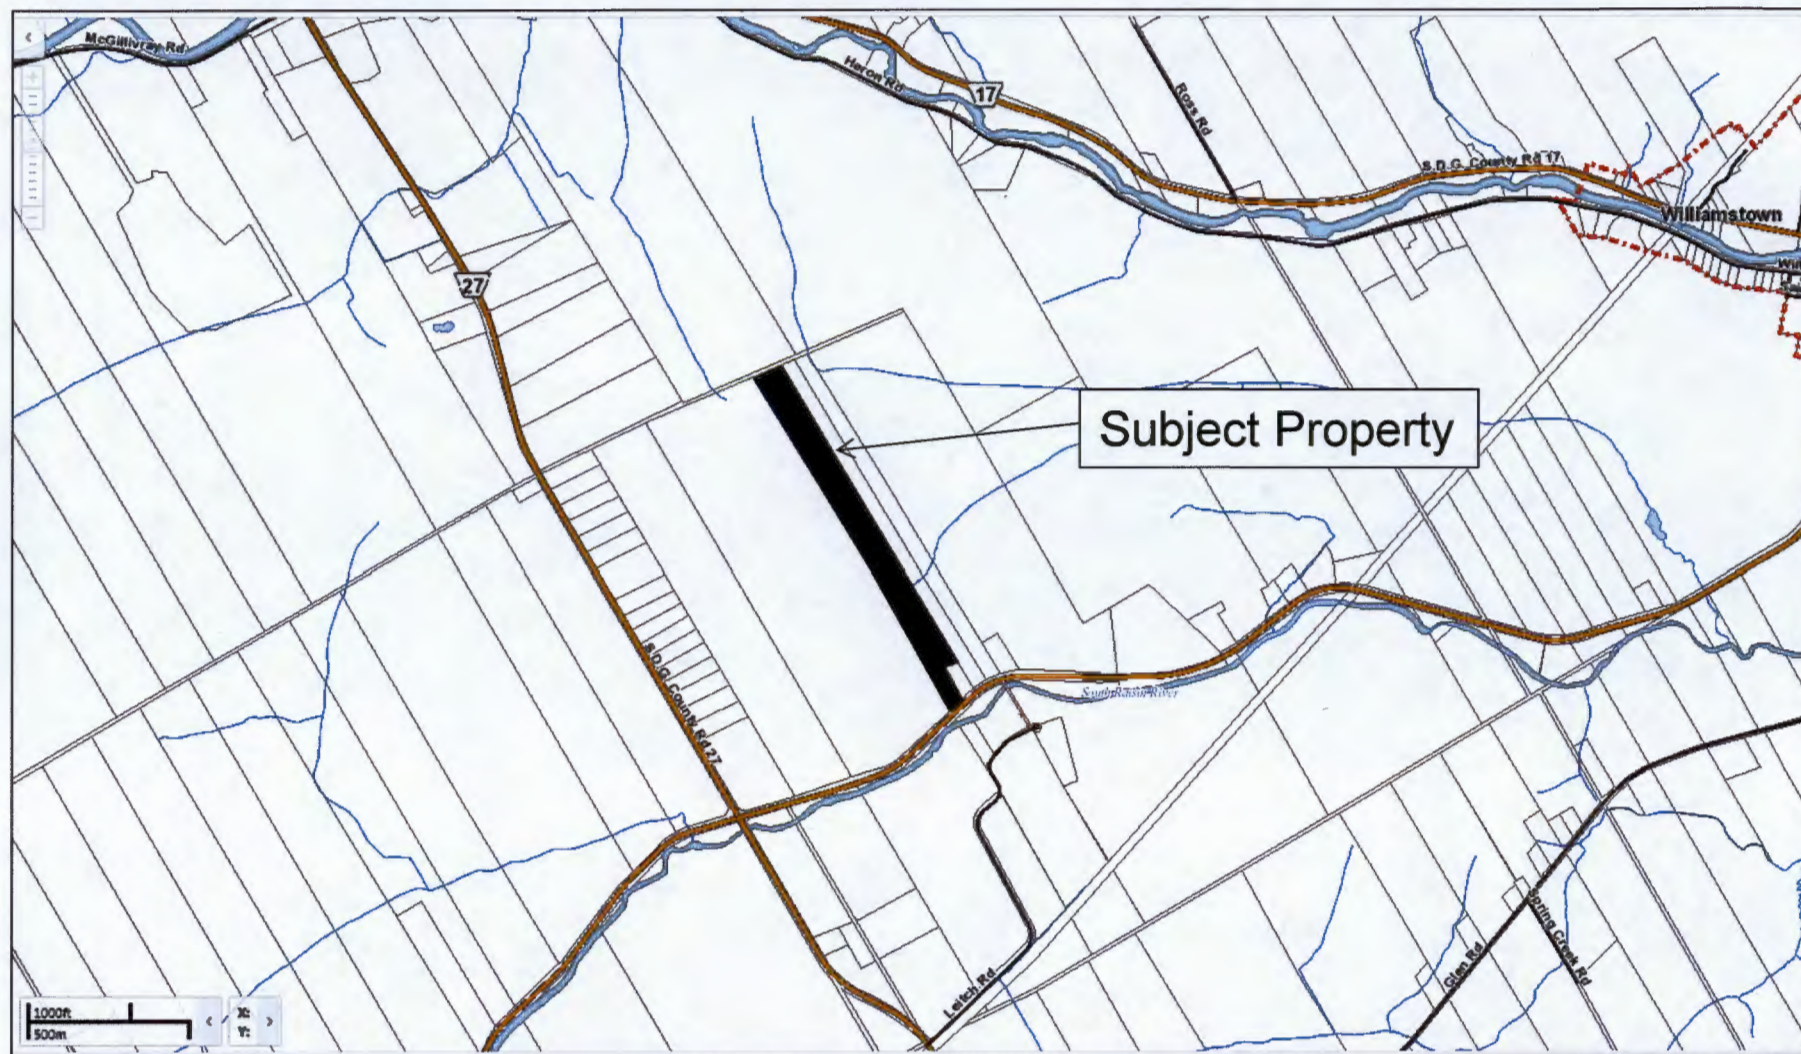 McGillivray Rd
Heron Rd
17
Ross Rd
S.D.G. County Rd 17
Williamstown
27
Subject Property
S.D.G. County Rd 27
South Raisin River
Leitch Rd
Glen Rd
Spring Creek Rd
1000ft
500m
X:
Y: